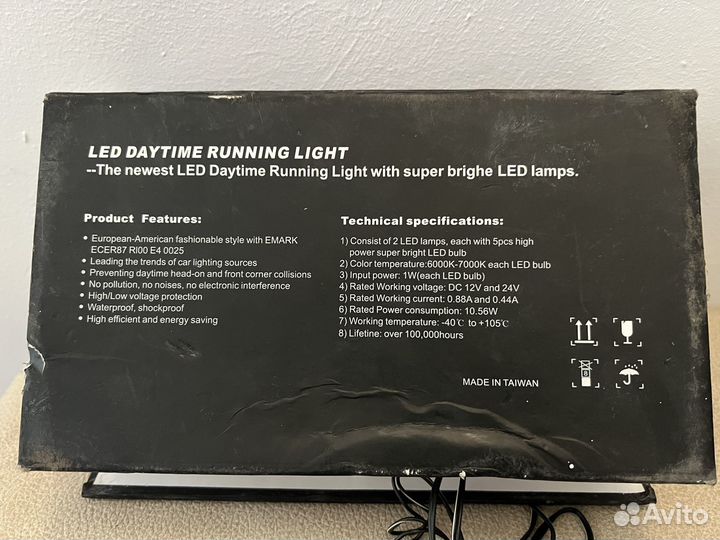 LED DAYTIME RUNNING LIGHT
--The newest LED Daytime Running Light with super brighe LED lamps.
Product Features:
• European-American fashionable style with EMARK
ECER87 Rl00 E4 0025
• Leading the trends of car lighting sources
• Preventing daytime head-on and front corner collisions
• No pollution, no noises, no electronic interference
• High/Low voltage protection
• Waterproof, shockproof
• High efficient and energy saving
Technical specifications:
1) Consist of 2 LED lamps, each with 5pcs high
power super bright LED bulb
2) Color temperature:6000K-7000K each LED bulb
3) Input power: 1W(each LED bulb)
4) Rated Working voltage: DC 12V and 24V
5) Rated Working current: 0.88A and 0.44A
6) Rated Power consumption: 10.56W
7) Working temperature: -40℃ to +105℃
8) Lifetime: over 100,000hours
8
MADE IN TAIWAN
Avito